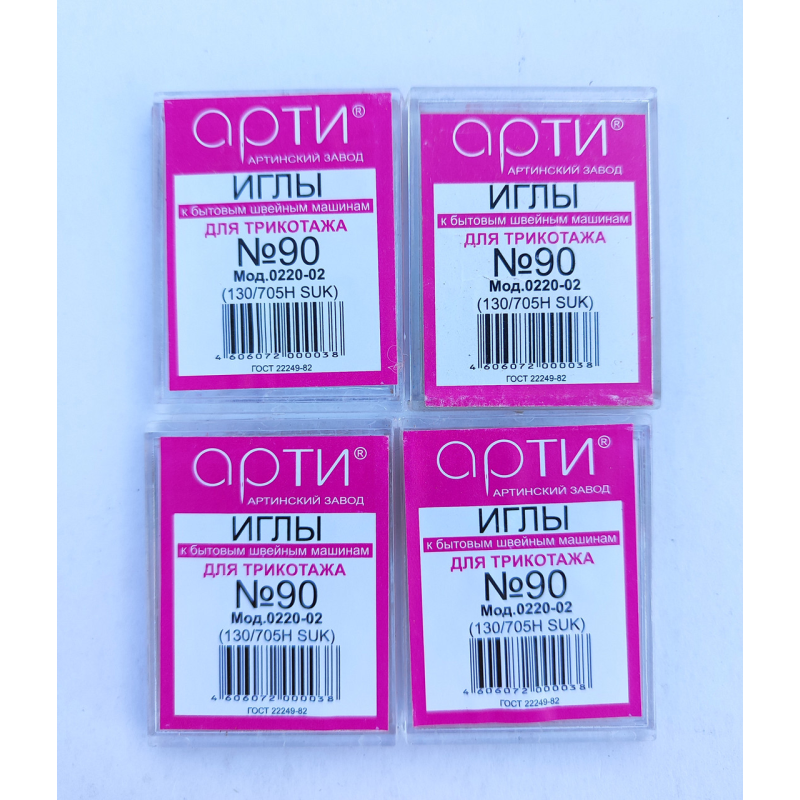 арти®
АРТИНСКИЙ ЗАВОД
ИГЛЫ
к бытовым швейным машинам
ДЛЯ ТРИКОТАЖА
№90
Мод.0220-02
(130/705H SUK)
4 606072 000038
ГОСТ 22249-82
арти®
АРТИНСКИЙ ЗАВОД
ИГЛЫ
к бытовым швейным машинам
ДЛЯ ТРИКОТАЖА
№90
Мод.0220-02
(130/705H SUK)
4 606072 000038
ГОСТ 22249-82
арти®
АРТИНСКИЙ ЗАВОД
ИГЛЫ
к бытовым швейным машинам
ДЛЯ ТРИКОТАЖА
№90
Мод.0220-02
(130/705H SUK)
4 606072 000038
ГОСТ 22249-82
арти®
АРТИНСКИЙ ЗАВОД
ИГЛЫ
к бытовым швейным машинам
ДЛЯ ТРИКОТАЖА
№90
Мод.0220-02
(130/705H SUK)
4 606072 000038
ГОСТ 22249-82